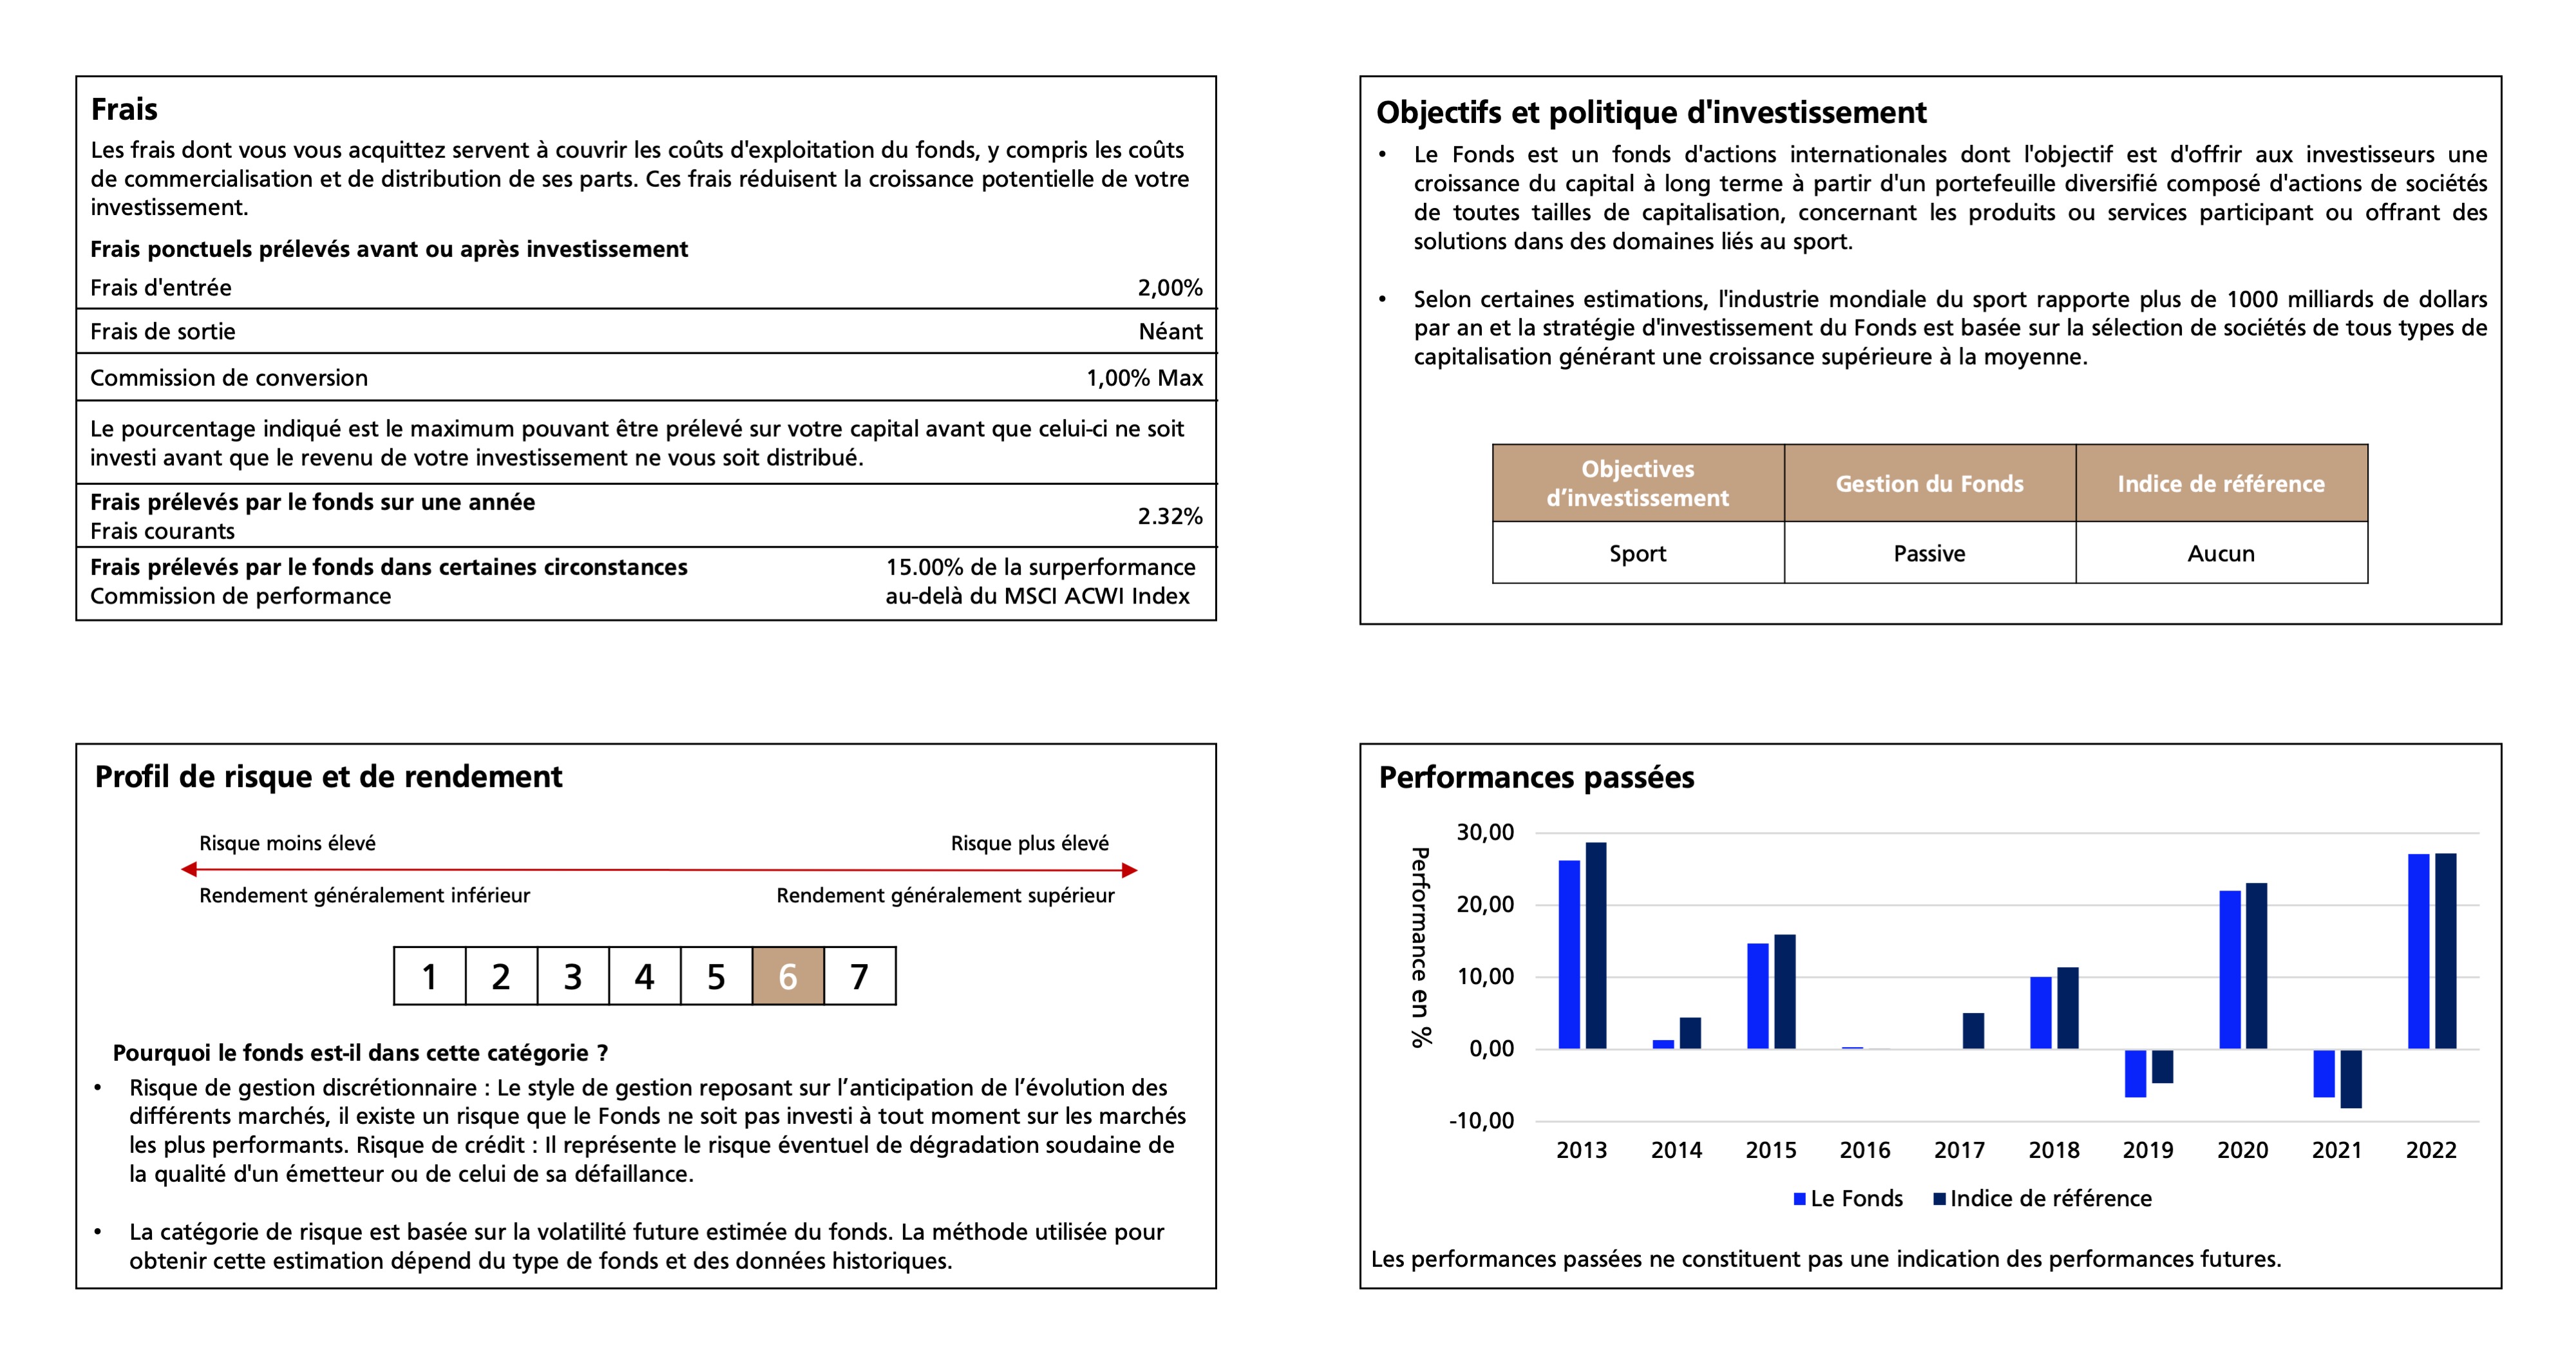 Frais
Les frais dont vous vous acquittez servent à couvrir les coûts d'exploitation du fonds, y compris les coûts
de commercialisation et de distribution de ses parts. Ces frais réduisent la croissance potentielle de votre
investissement.
Frais ponctuels prélevés avant ou après investissement
Frais d'entrée 2,00%
Frais de sortie Néant
Commission de conversion 1,00% Max
Le pourcentage indiqué est le maximum pouvant être prélevé sur votre capital avant que celui-ci ne soit
investi avant que le revenu de votre investissement ne vous soit distribué.
Frais prélevés par le fonds sur une année
Frais courants
2.32%
Frais prélevés par le fonds dans certaines circonstances
Commission de performance
15.00% de la surperformance
au-delà du MSCI ACWI Index
Objectifs et politique d'investissement
• Le Fonds est un fonds d'actions internationales dont l'objectif est d'offrir aux investisseurs une
croissance du capital à long terme à partir d'un portefeuille diversifié composé d'actions de sociétés
de toutes tailles de capitalisation, concernant les produits ou services participant ou offrant des
solutions dans des domaines liés au sport.
• Selon certaines estimations, l'industrie mondiale du sport rapporte plus de 1000 milliards de dollars
par an et la stratégie d'investissement du Fonds est basée sur la sélection de sociétés de tous types de
capitalisation générant une croissance supérieure à la moyenne.
Objectives
d’investissement
Gestion du Fonds
Indice de référence
Sport Passive Aucun
Profil de risque et de rendement
Risque moins élevé Risque plus élevé
Rendement généralement inférieur Rendement généralement supérieur
1 2 3 4 5 6 7
Pourquoi le fonds est-il dans cette catégorie ?
• Risque de gestion discrétionnaire : Le style de gestion reposant sur l’anticipation de l’évolution des
différents marchés, il existe un risque que le Fonds ne soit pas investi à tout moment sur les marchés
les plus performants. Risque de crédit : Il représente le risque éventuel de dégradation soudaine de
la qualité d'un émetteur ou de celui de sa défaillance.
• La catégorie de risque est basée sur la volatilité future estimée du fonds. La méthode utilisée pour
obtenir cette estimation dépend du type de fonds et des données historiques.
Performances passées
Performance en %
30,00
20,00
10,00
0,00
-10,00
2013 2014 2015 2016 2017 2018 2019 2020 2021 2022
Le Fonds Indice de référence
Les performances passées ne constituent pas une indication des performances futures.